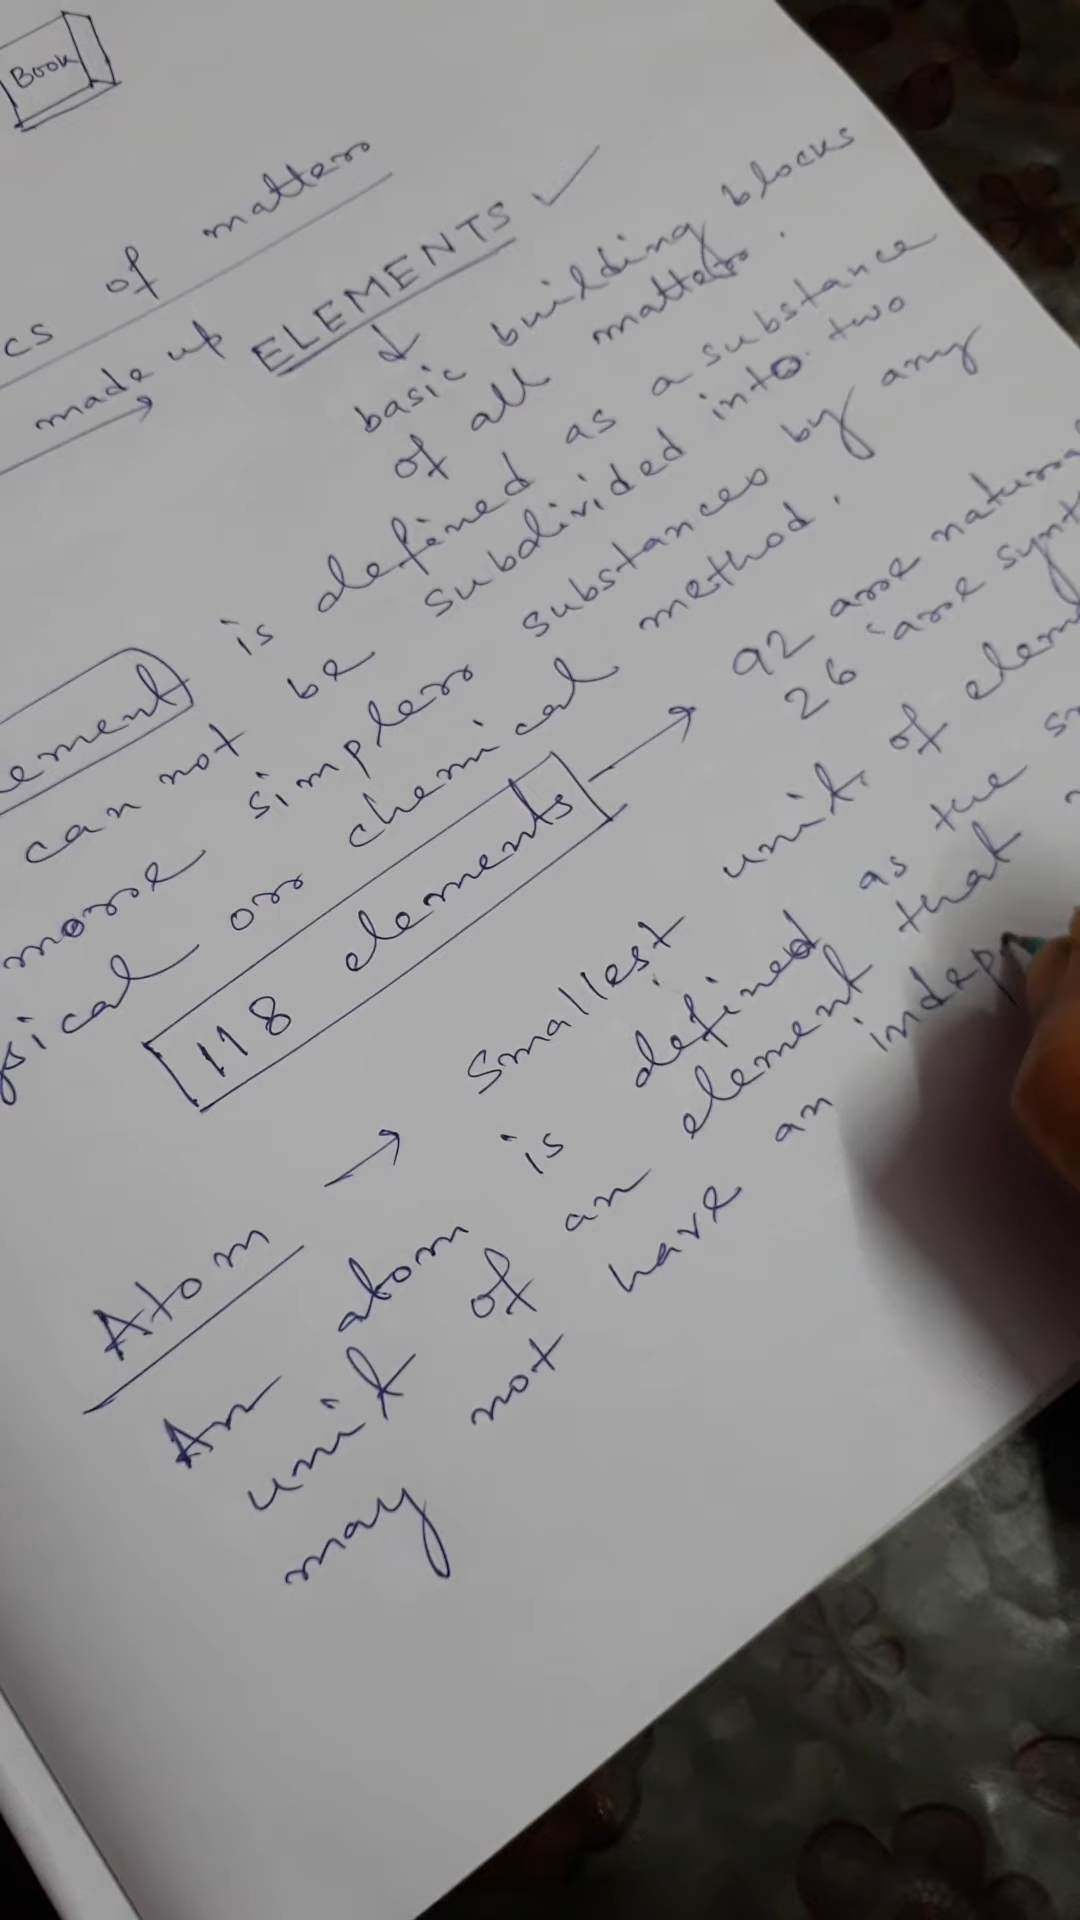 Book
cs of matter
made up ELEMENTS
basic building blocks
of all matter.
ement is defined as a substance
can not be subdivided into two
more simpler substances by any
sical or chemical method.
118 elements → 92 are natura
26 are synt
Atom → Smallest unit of elem
An atom is defined as the s
unit of an element that
may not have an indep